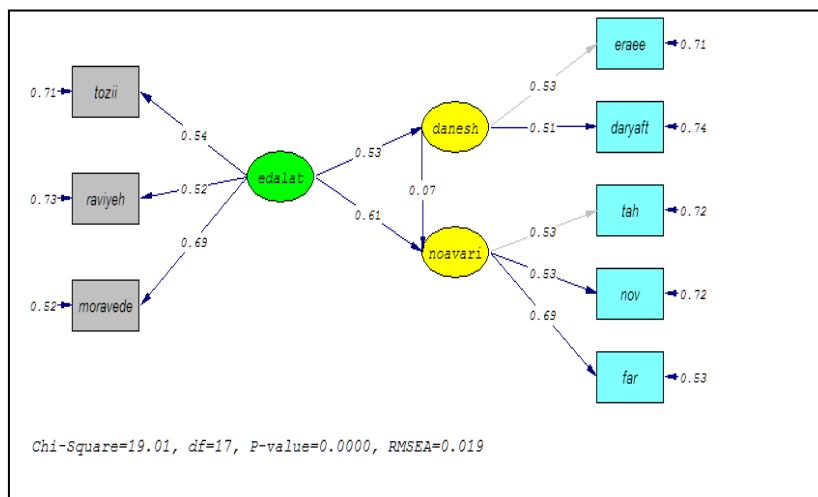 eraee
0.71
0.71
tozii
0.53
0.54
danesh
0.51
daryaft
0.74
0.53
edalat
0.73
raviyeh
0.52
0.07
tah
0.72
0.61
0.53
0.69
noavari
0.53
nov
0.72
0.52
moravede
0.69
far
0.53
Chi-Square=19.01, df=17, P-value=0.0000, RMSEA=0.019